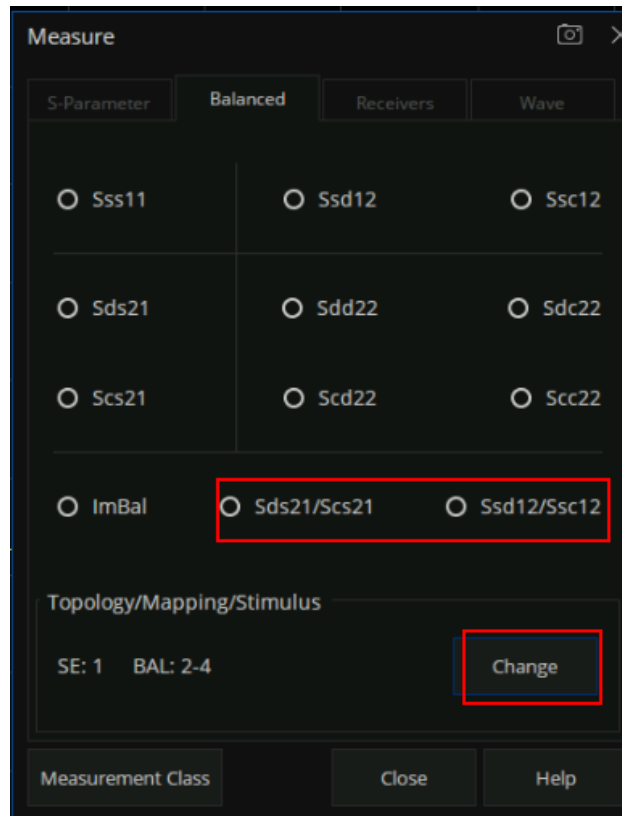 Measure
S-Parameter Balanced Receivers Wave
Sss11 Ssd12 Ssc12
Sds21 Sdd22 Sdc22
Scs21 Scd22 Scc22
ImBal Sds21/Scs21 Ssd12/Ssc12
Topology/Mapping/Stimulus
SE: 1 BAL: 2-4 Change
Measurement Class Close Help